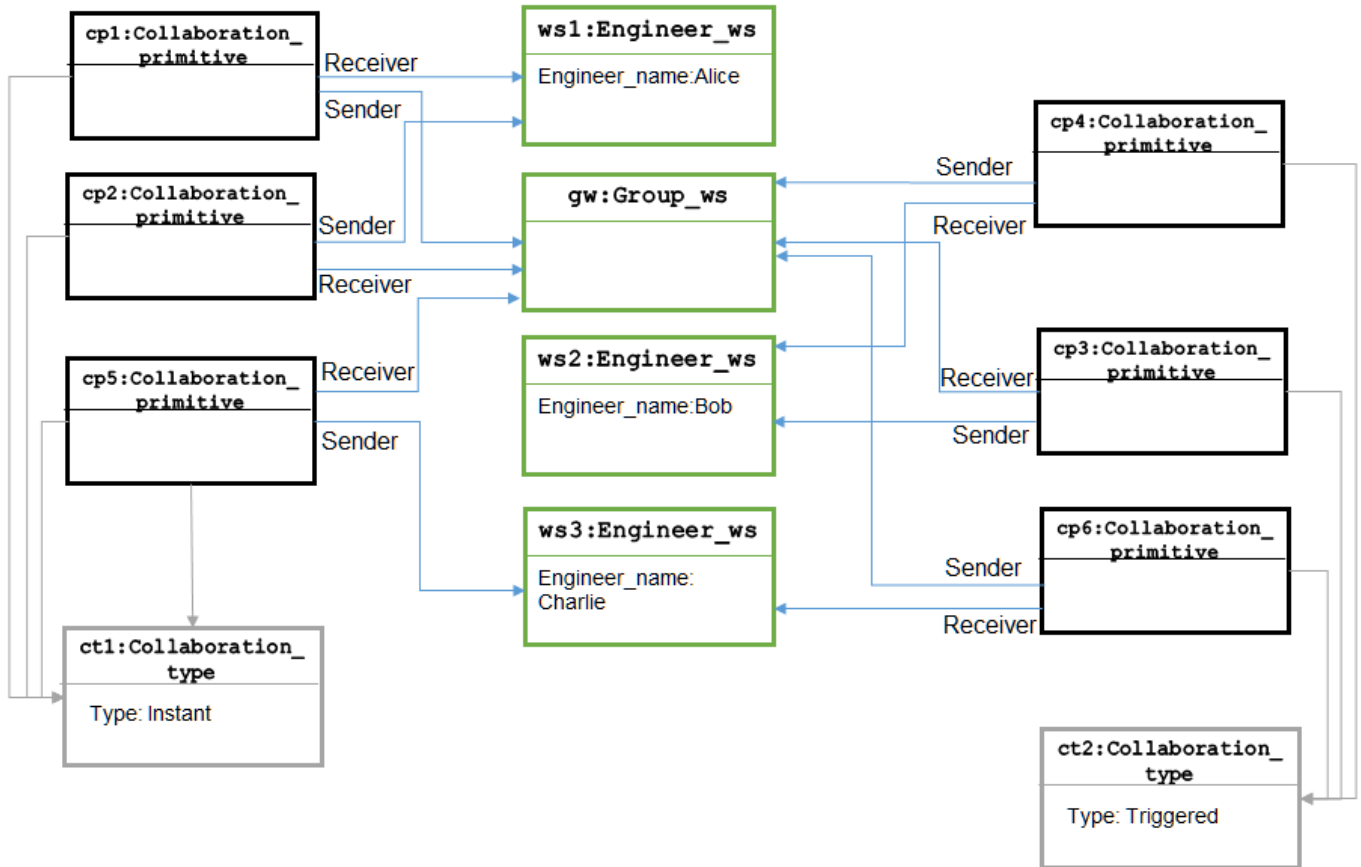 cp1:Collaboration_
primitive
Receiver
Sender
ws1:Engineer_ws
Engineer_name:Alice
cp4:Collaboration_
primitive
Sender
Receiver
cp2:Collaboration_
primitive
Sender
Receiver
gw:Group_ws
cp5:Collaboration_
primitive
Receiver
Sender
ws2:Engineer_ws
Engineer_name:Bob
cp3:Collaboration_
primitive
Receiver
Sender
ws3:Engineer_ws
Engineer_name:
Charlie
cp6:Collaboration_
primitive
Sender
Receiver
ct1:Collaboration_
type
Type: Instant
ct2:Collaboration_
type
Type: Triggered